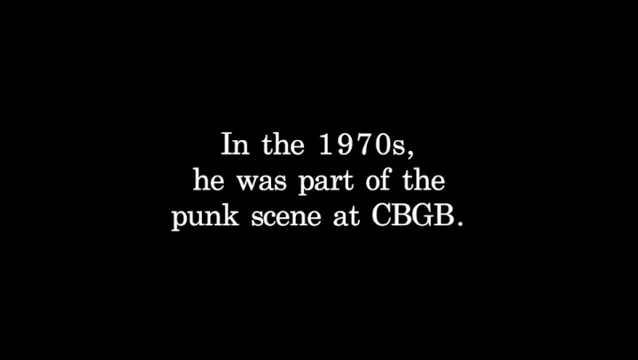 In the 1970s,
he was part of the
punk scene at CBGB.